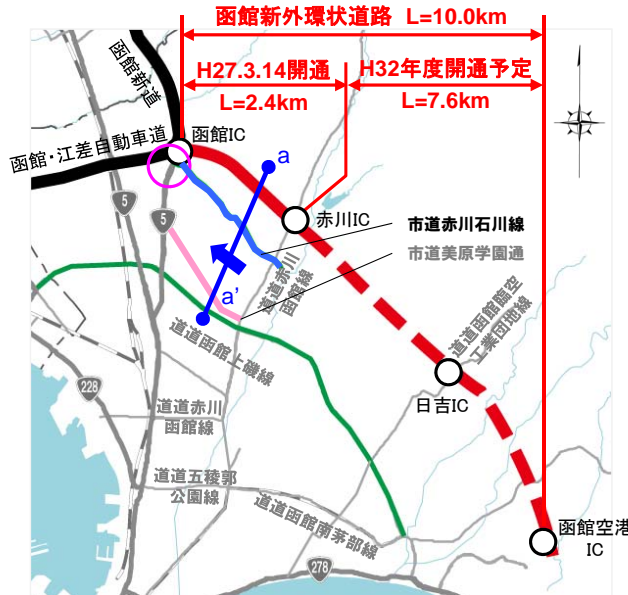 函館新外環状道路 L=10.0km
H27.3.14開通
H32年度開通予定
L=2.4km
L=7.6km
函館新道
函館・江差自動車道
函館IC
a
5
5
赤川IC
市道赤川石川線
市道美原学園通
a'
道道赤川
函館線
道道函館上磯線
道道函館臨空
工業団地線
228
日吉IC
道道赤川
函館線
道道五稜郭
公園線
道道函館南茅部線
函館空港
IC
278